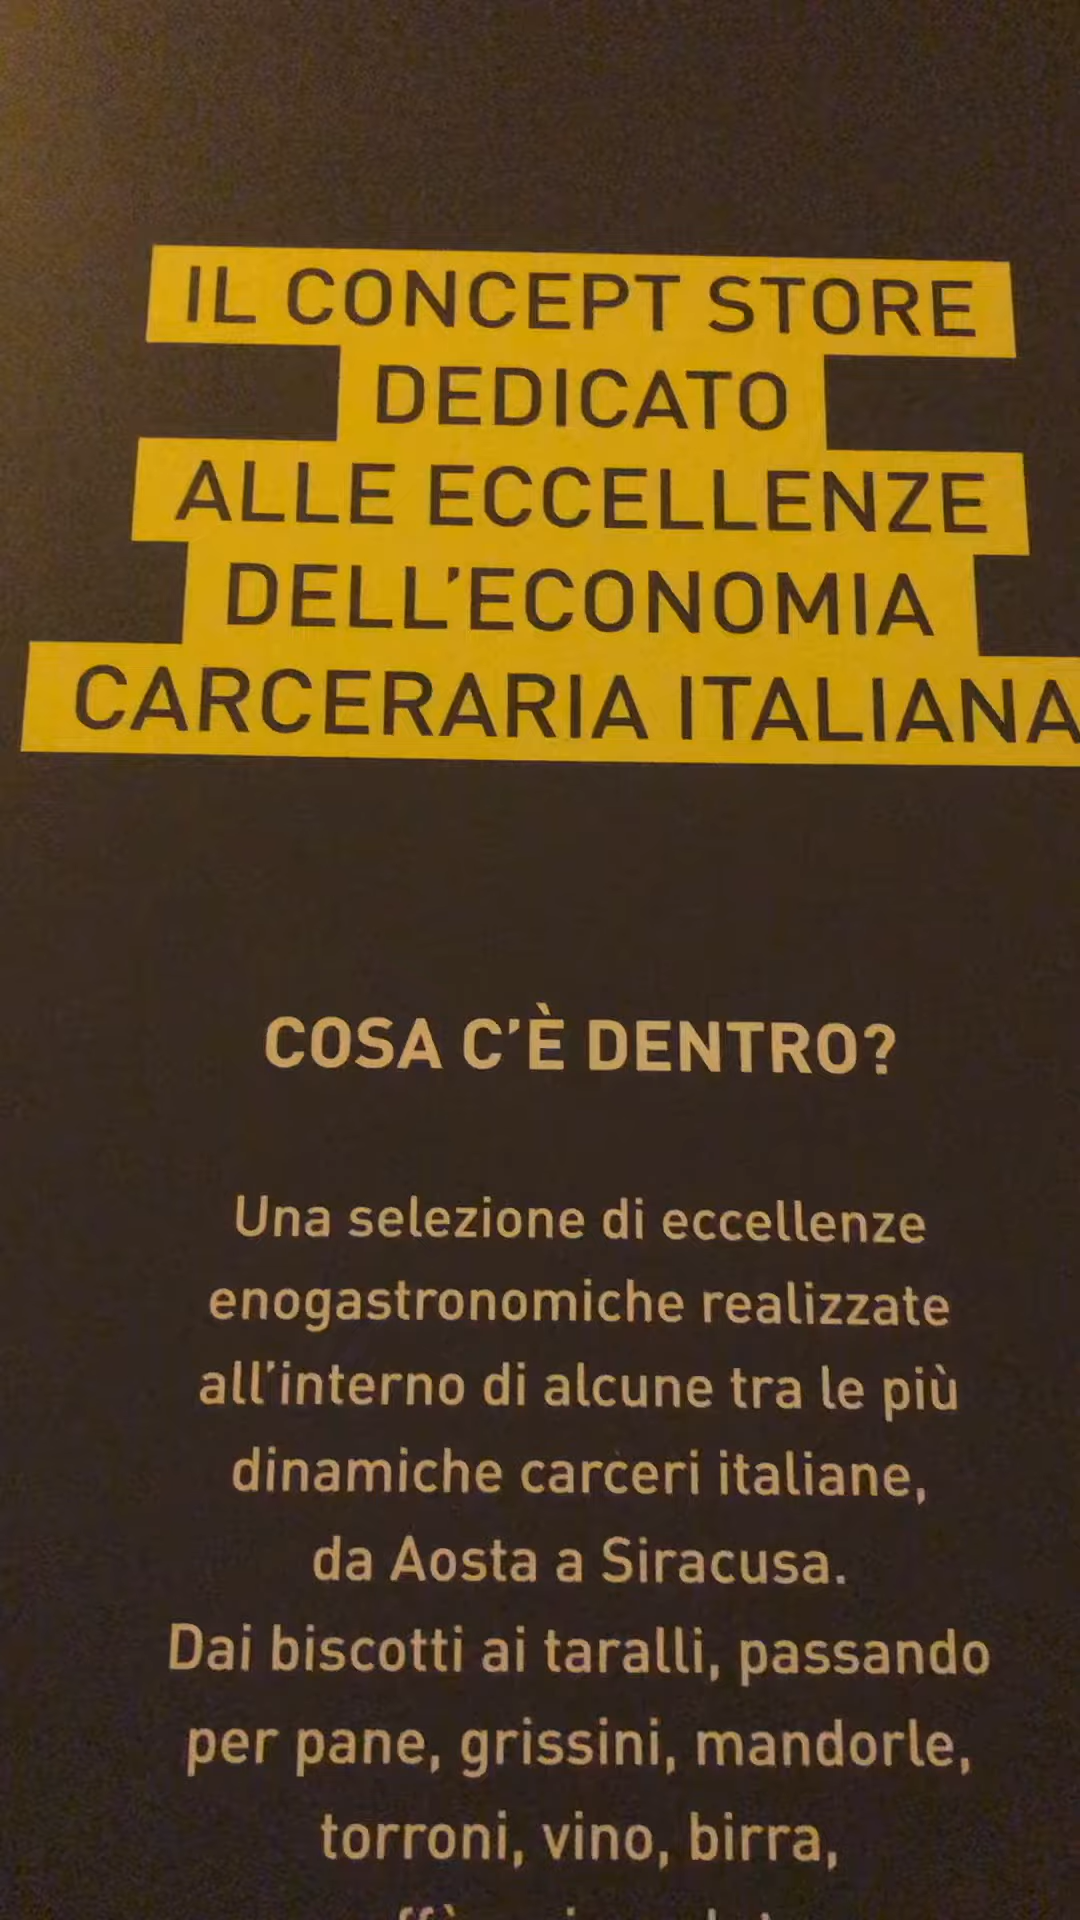 IL CONCEPT STORE
DEDICATO
ALLE ECCELLENZE
DELL'ECONOMIA
CARCERARIA ITALIANA
COSA C'È DENTRO?
Una selezione di eccellenze
enogastronomiche realizzate
all'interno di alcune tra le più
dinamiche carceri italiane,
da Aosta a Siracusa.
Dai biscotti ai taralli, passando
per pane, grissini, mandorle,
torroni, vino, birra,